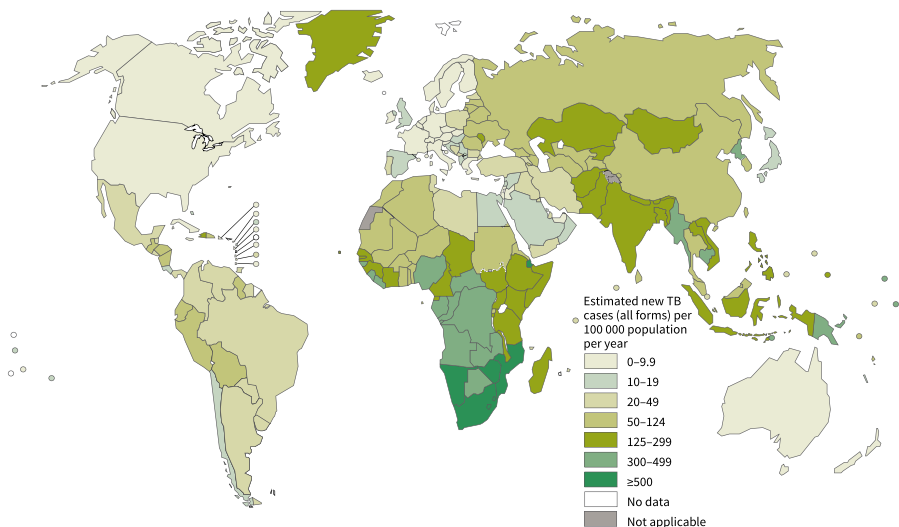 Estimated new TB
cases (all forms) per
100 000 population
per year
0–9.9
10–19
20–49
50–124
125–299
300–499
≥500
No data
Not applicable